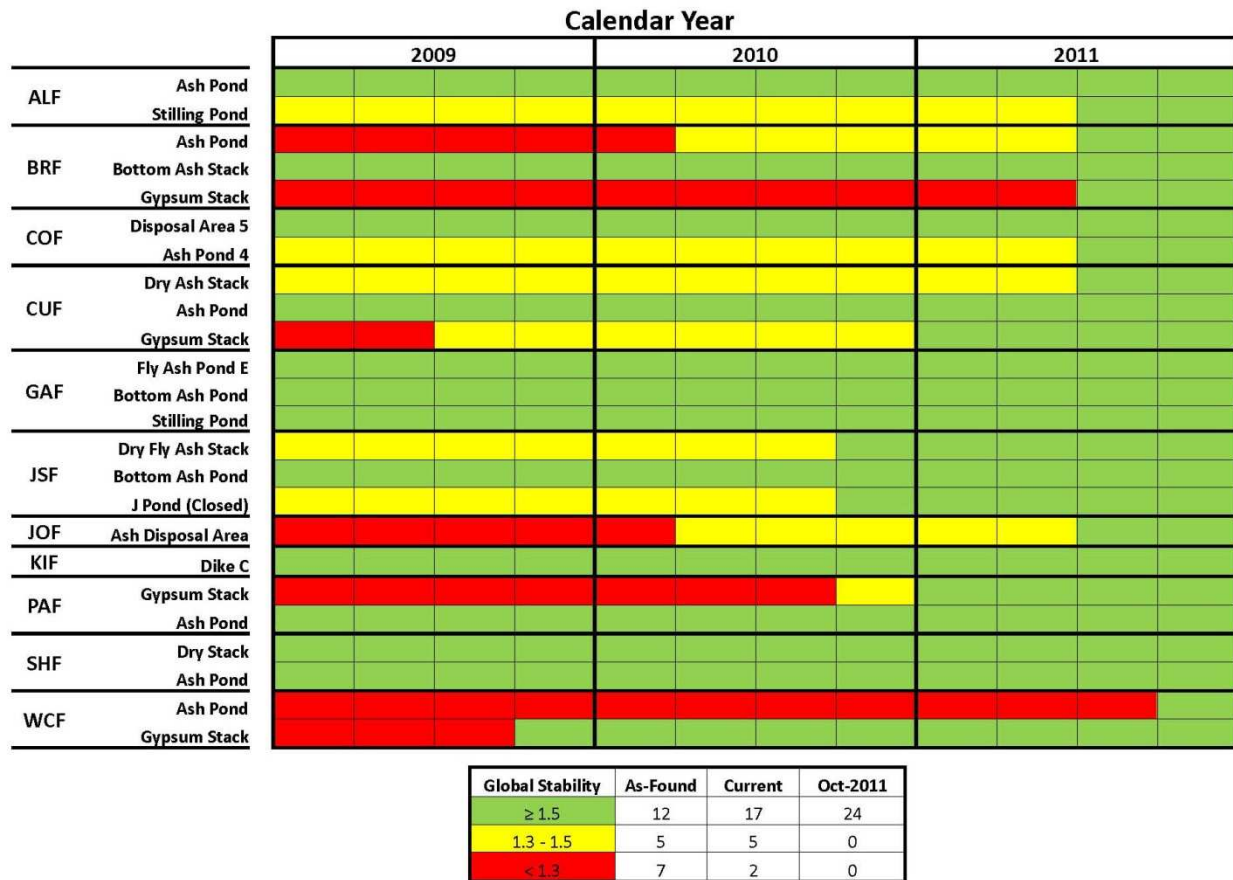 Calendar Year
2009 2010 2011
ALF
Ash Pond
Stilling Pond
BRF
Ash Pond
Bottom Ash Stack
Gypsum Stack
COF
Disposal Area 5
Ash Pond 4
CUF
Dry Ash Stack
Ash Pond
Gypsum Stack
GAF
Fly Ash Pond E
Bottom Ash Pond
Stilling Pond
JSF
Dry Fly Ash Stack
Bottom Ash Pond
J Pond (Closed)
JOF Ash Disposal Area
KIF Dike C
PAF
Gypsum Stack
Ash Pond
SHF
Dry Stack
Ash Pond
WCF
Ash Pond
Gypsum Stack
Global Stability As-Found Current Oct-2011
≥ 1.5 12 17 24
1.3 - 1.5 5 5 0
< 1.3 7 2 0